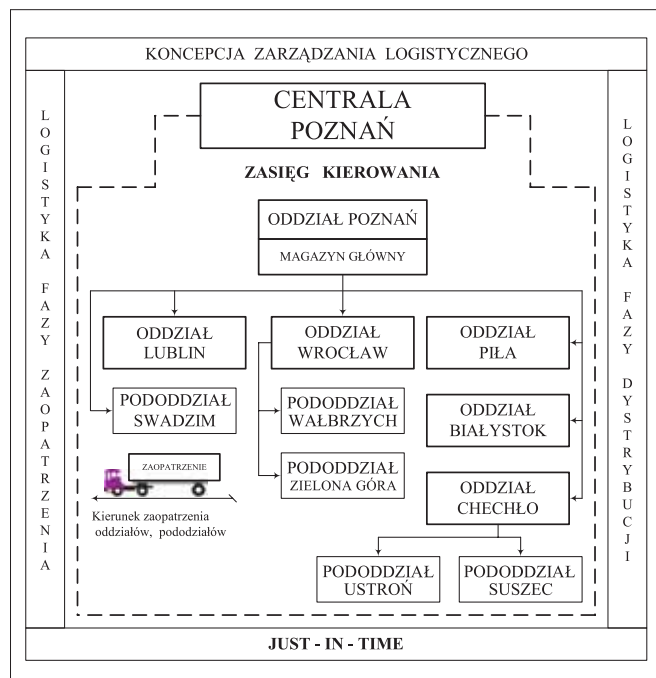 KONCEPCJA ZARZĄDZANIA LOGISTYCZNEGO
LOGISTYKA FAZY ZAOPATRZENIA
CENTRALA
POZNAŃ
ZASIĘG KIEROWANIA
ODDZIAŁ POZNAŃ
MAGAZYN GŁÓWNY
ODDZIAŁ
LUBLIN
ODDZIAŁ
WROCŁAW
ODDZIAŁ
PIŁA
PODODDZIAŁ
SWADZIM
PODODDZIAŁ
WAŁBRZYCH
ODDZIAŁ
BIAŁYSTOK
ZAOPATRZENIE
Kierunek zaopatrzenia
oddziałów, pododziałów
PODODDZIAŁ
ZIELONA GÓRA
ODDZIAŁ
CHECHŁO
PODODDZIAŁ
USTROŃ
PODODDZIAŁ
SUSZEC
LOGISTYKA FAZY DYSTRYBUCJI
JUST - IN - TIME